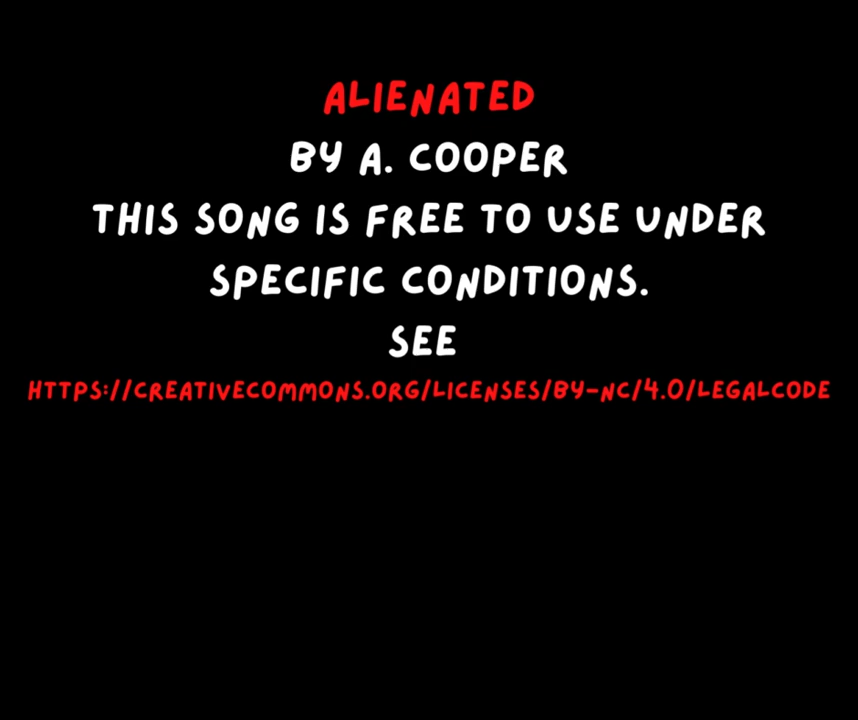 ALIENATED
BY A. COOPER
THIS SONG IS FREE TO USE UNDER
SPECIFIC CONDITIONS.
SEE
HTTPS://CREATIVECOMMONS.ORG/LICENSES/BY-NC/4.0/LEGALCODE